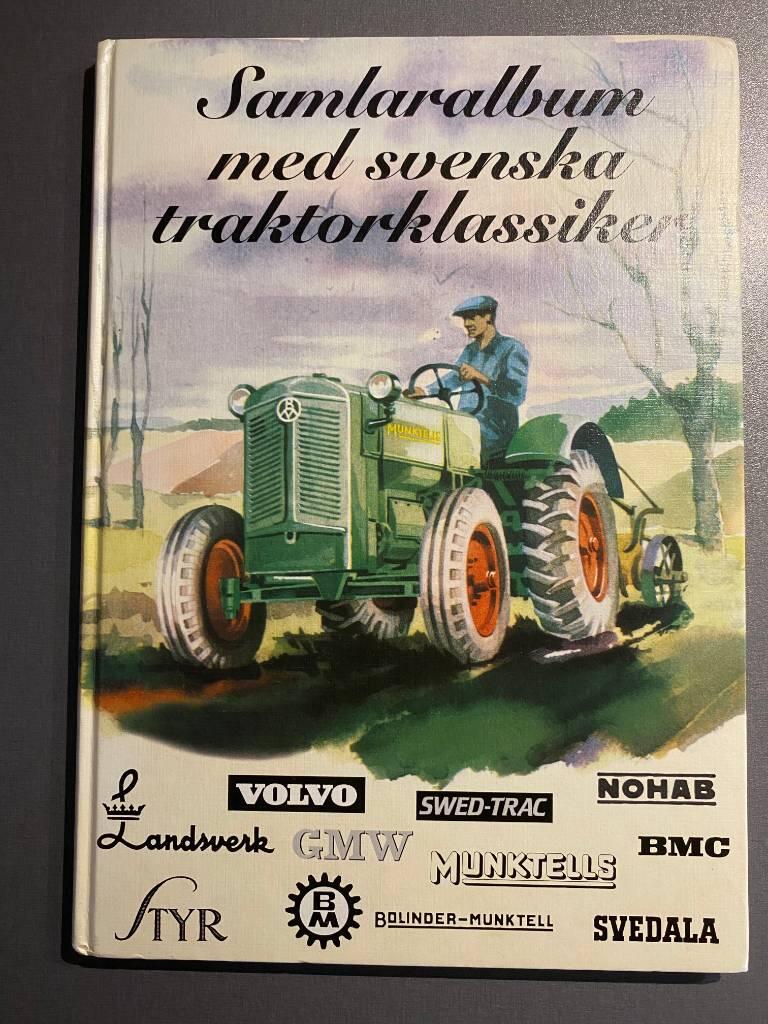 Samlaralbum
med svenska
traktorklassiker
MUNKTELLS
VOLVO
SWED-TRAC
NOHAB
Landsverk
GMW
MUNKTELLS
BMC
STYR
BM
BOLINDER-MUNKTELL
SVEDALA